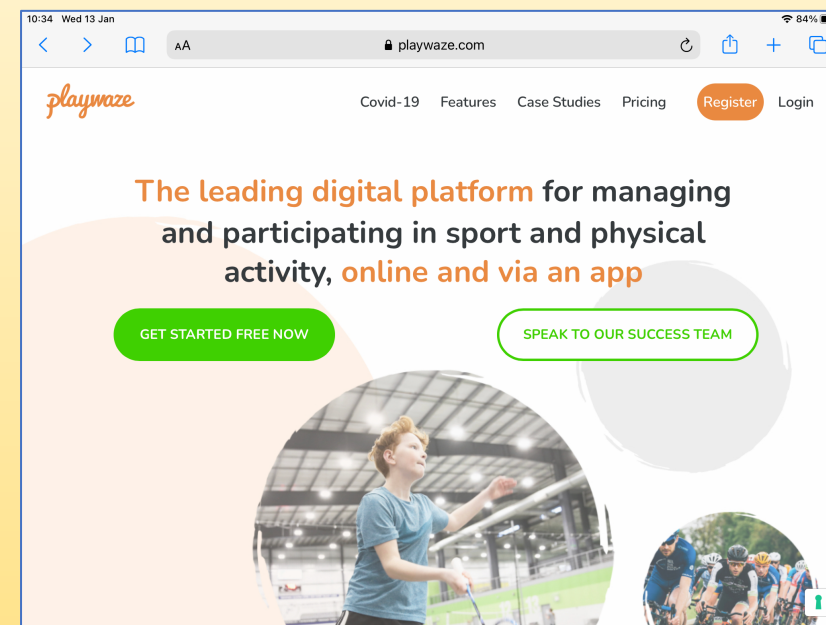 10:34 Wed 13 Jan 84%
AA playwaze.com
playwaze Covid-19 Features Case Studies Pricing Register Login
The leading digital platform for managing
and participating in sport and physical
activity, online and via an app
GET STARTED FREE NOW SPEAK TO OUR SUCCESS TEAM